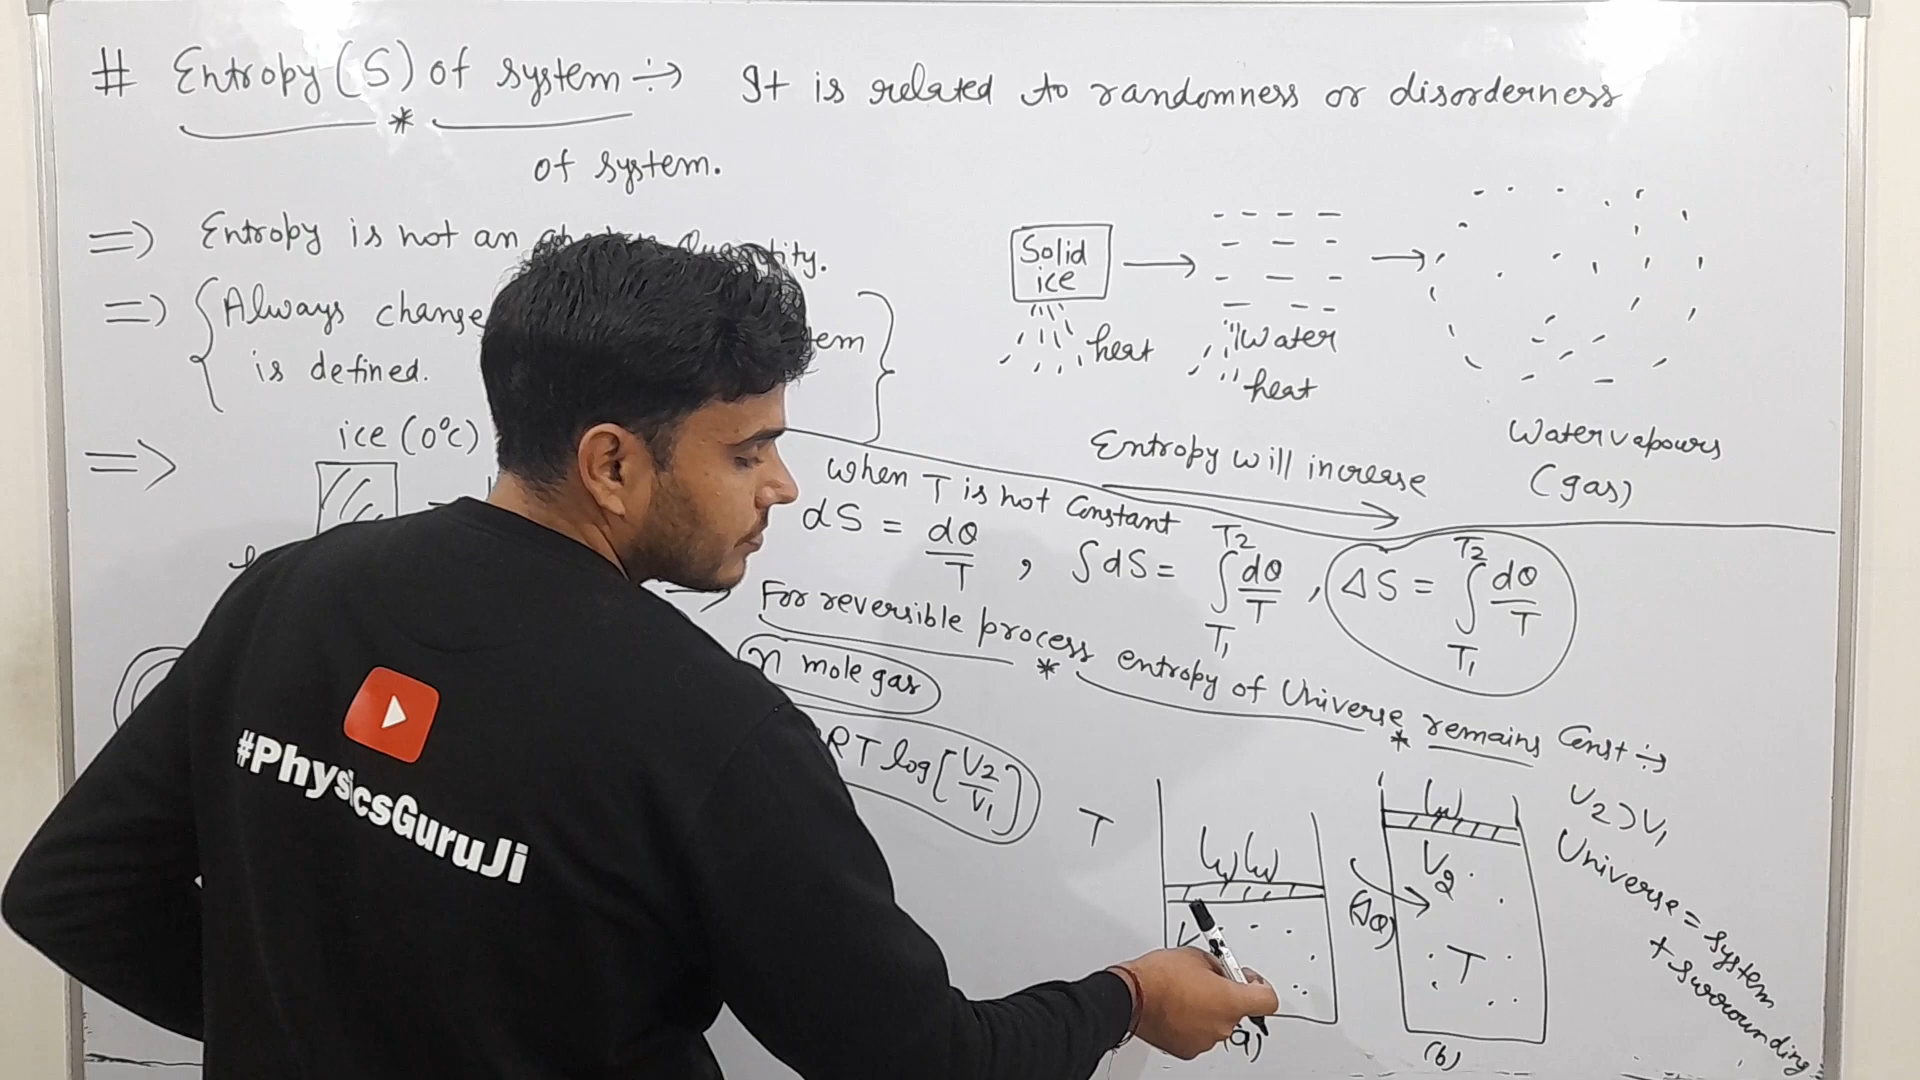 # Entropy (S) of system ÷> It is related to randomness or disorderness
of system.
=> Entropy is not an
=> { Always change
is defined. }
=> ice (0°C)
Solid
ice
heat
Water
heat
Water vapours
(gas)
Entropy will increase
When T is not Constant
dS = dQ/T , ∫dS = ∫T1^T2 dQ/T , ΔS = ∫T1^T2 dQ/T
For reversible process entropy of Universe remains Const ÷>
n mole gas
RT log[V2/V1]
T
V2 > V1
V2
(ΔQ)
T
(a)
(b)
Universe = system
+ surrounding
#PhysicsGuruJi